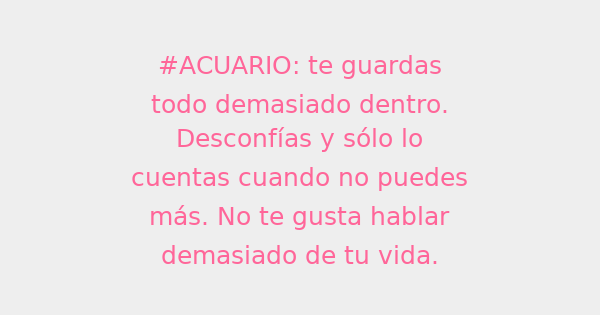 #ACUARIO: te guardas
todo demasiado dentro.
Desconfías y sólo lo
cuentas cuando no puedes
más. No te gusta hablar
demasiado de tu vida.